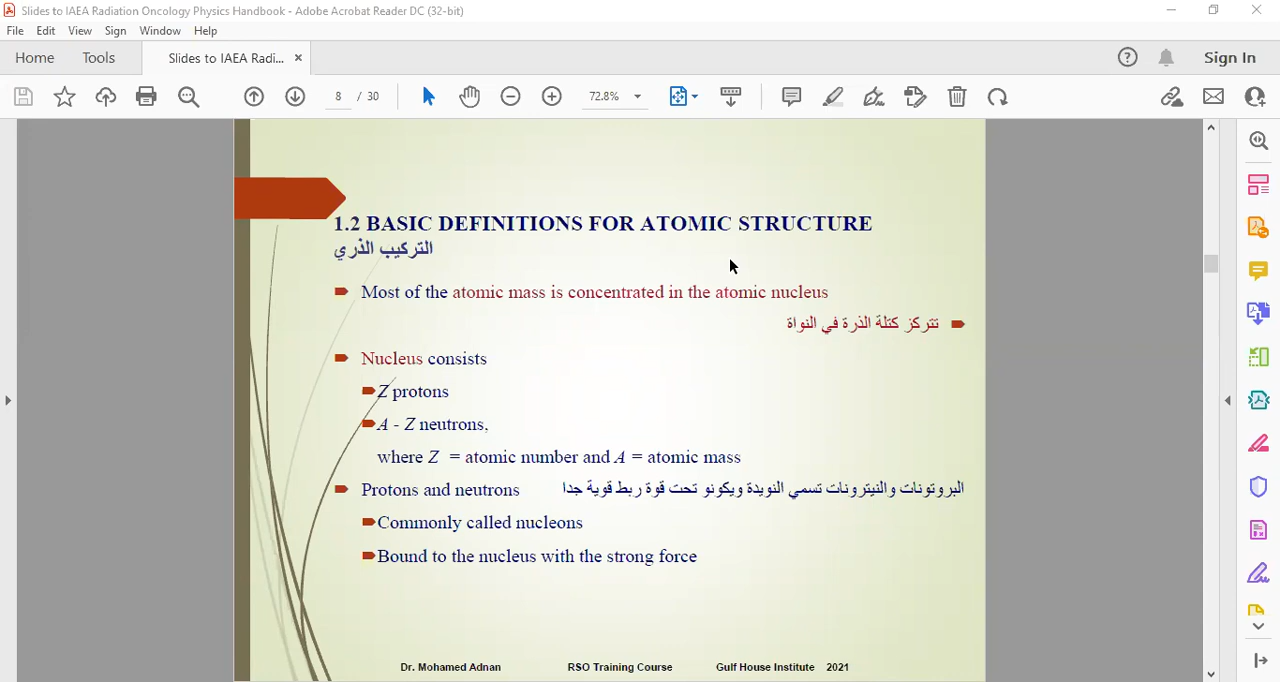 Slides to IAEA Radiation Oncology Physics Handbook - Adobe Acrobat Reader DC (32-bit)
File Edit View Sign Window Help
Home Tools Slides to IAEA Radi... × Sign In
8 / 30 72.8%
1.2 BASIC DEFINITIONS FOR ATOMIC STRUCTURE
التركيب الذري
Most of the atomic mass is concentrated in the atomic nucleus
تتركز كتلة الذرة في النواة
Nucleus consists
Z protons
A - Z neutrons,
where Z = atomic number and A = atomic mass
Protons and neutrons البروتونات والنيترونات تسمي النويدة ويكونو تحت قوة ربط قوية جدا
Commonly called nucleons
Bound to the nucleus with the strong force
Dr. Mohamed Adnan RSO Training Course Gulf House Institute 2021